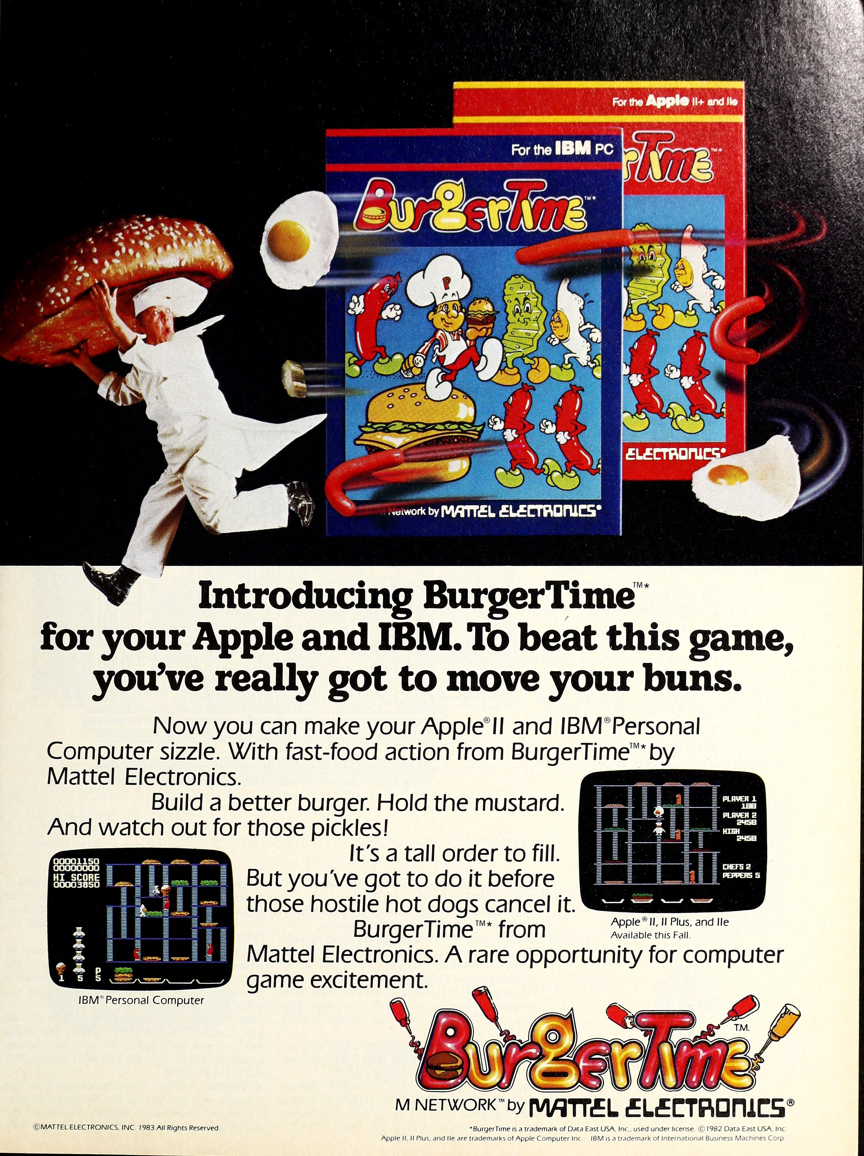 For the Apple II+ and IIe
For the IBM PC
BurgerTime™*
rTime™*
P
ELECTRONICS®
Network by MATTEL ELECTRONICS®
Introducing BurgerTime™*
for your Apple and IBM. To beat this game,
you've really got to move your buns.
Now you can make your Apple® II and IBM® Personal
Computer sizzle. With fast-food action from BurgerTime™* by
Mattel Electronics.
Build a better burger. Hold the mustard.
And watch out for those pickles!
It's a tall order to fill.
But you've got to do it before
those hostile hot dogs cancel it.
BurgerTime™* from
Mattel Electronics. A rare opportunity for computer
game excitement.
PLAYER 1
100
PLAYER 2
2450
HIGH
2450
CHEFS 2
PEPPERS 5
Apple® II, II Plus, and IIe
Available this Fall.
00001150
00000000
HI SCORE
00003850
P
1 5 5
IBM® Personal Computer
BurgerTime T.M.
M NETWORK™ by MATTEL ELECTRONICS®
©MATTEL ELECTRONICS, INC. 1983 All Rights Reserved.
*BurgerTime is a trademark of Data East USA, Inc., used under license. ©1982 Data East USA, Inc.
Apple II, II Plus, and IIe are trademarks of Apple Computer Inc. IBM is a trademark of International Business Machines Corp.